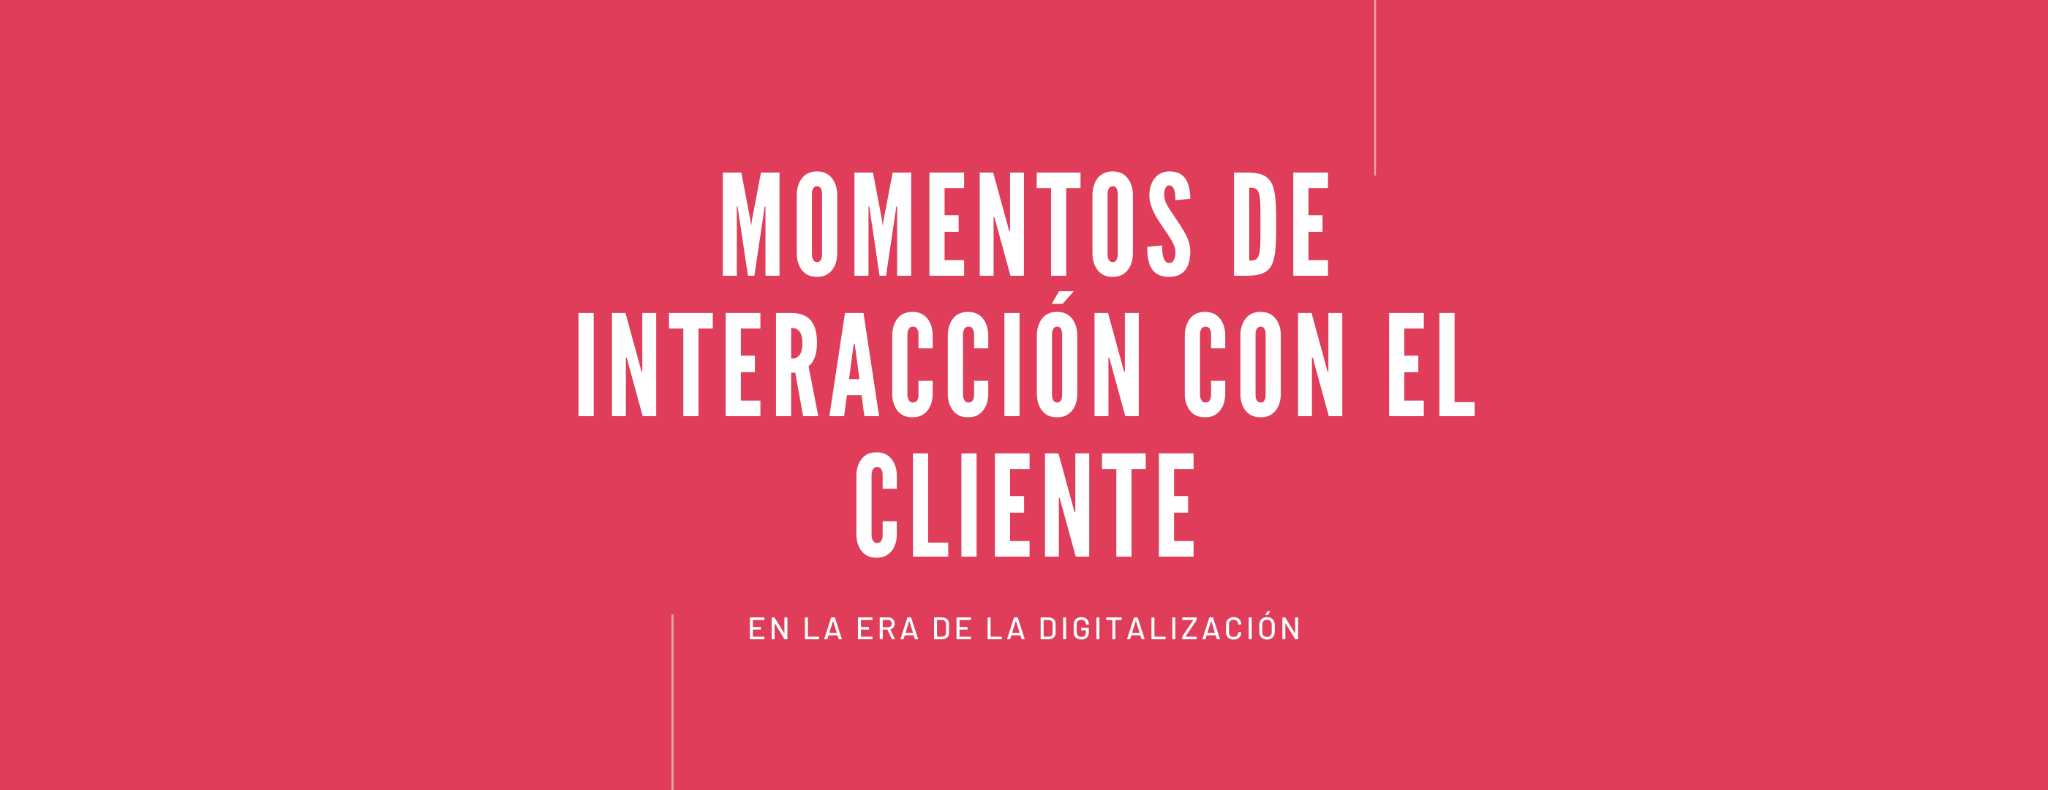 MOMENTOS DE
INTERACCIÓN CON EL
CLIENTE
EN LA ERA DE LA DIGITALIZACIÓN